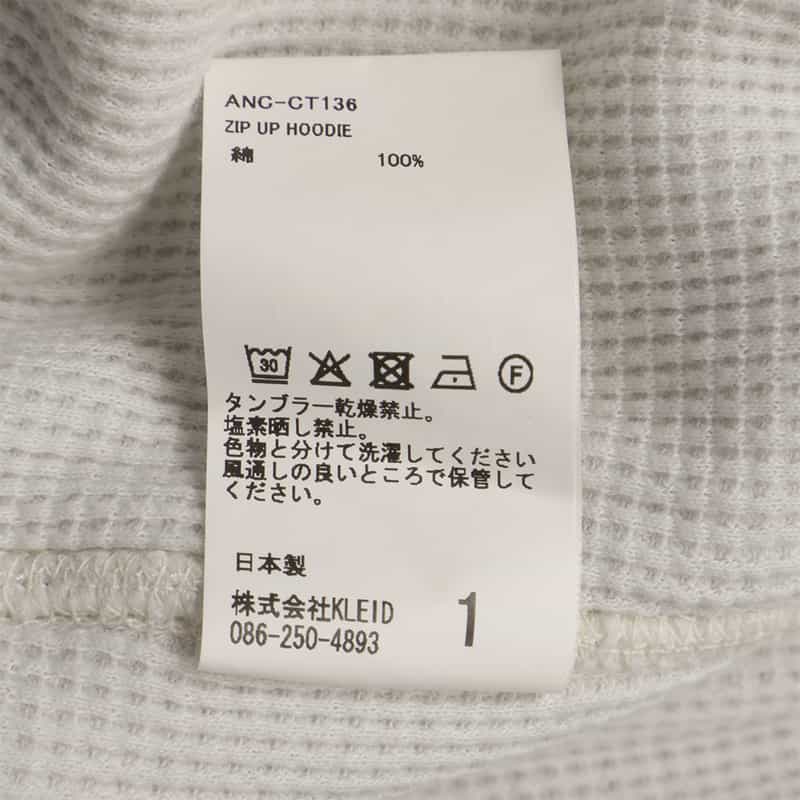 ANC-CT136
ZIP UP HOODIE
綿 100%
30 F
タンブラー乾燥禁止。
塩素晒し禁止。
色物と分けて洗濯してください
風通しの良いところで保管して
ください。
日本製
株式会社KLEID
086-250-4893
1